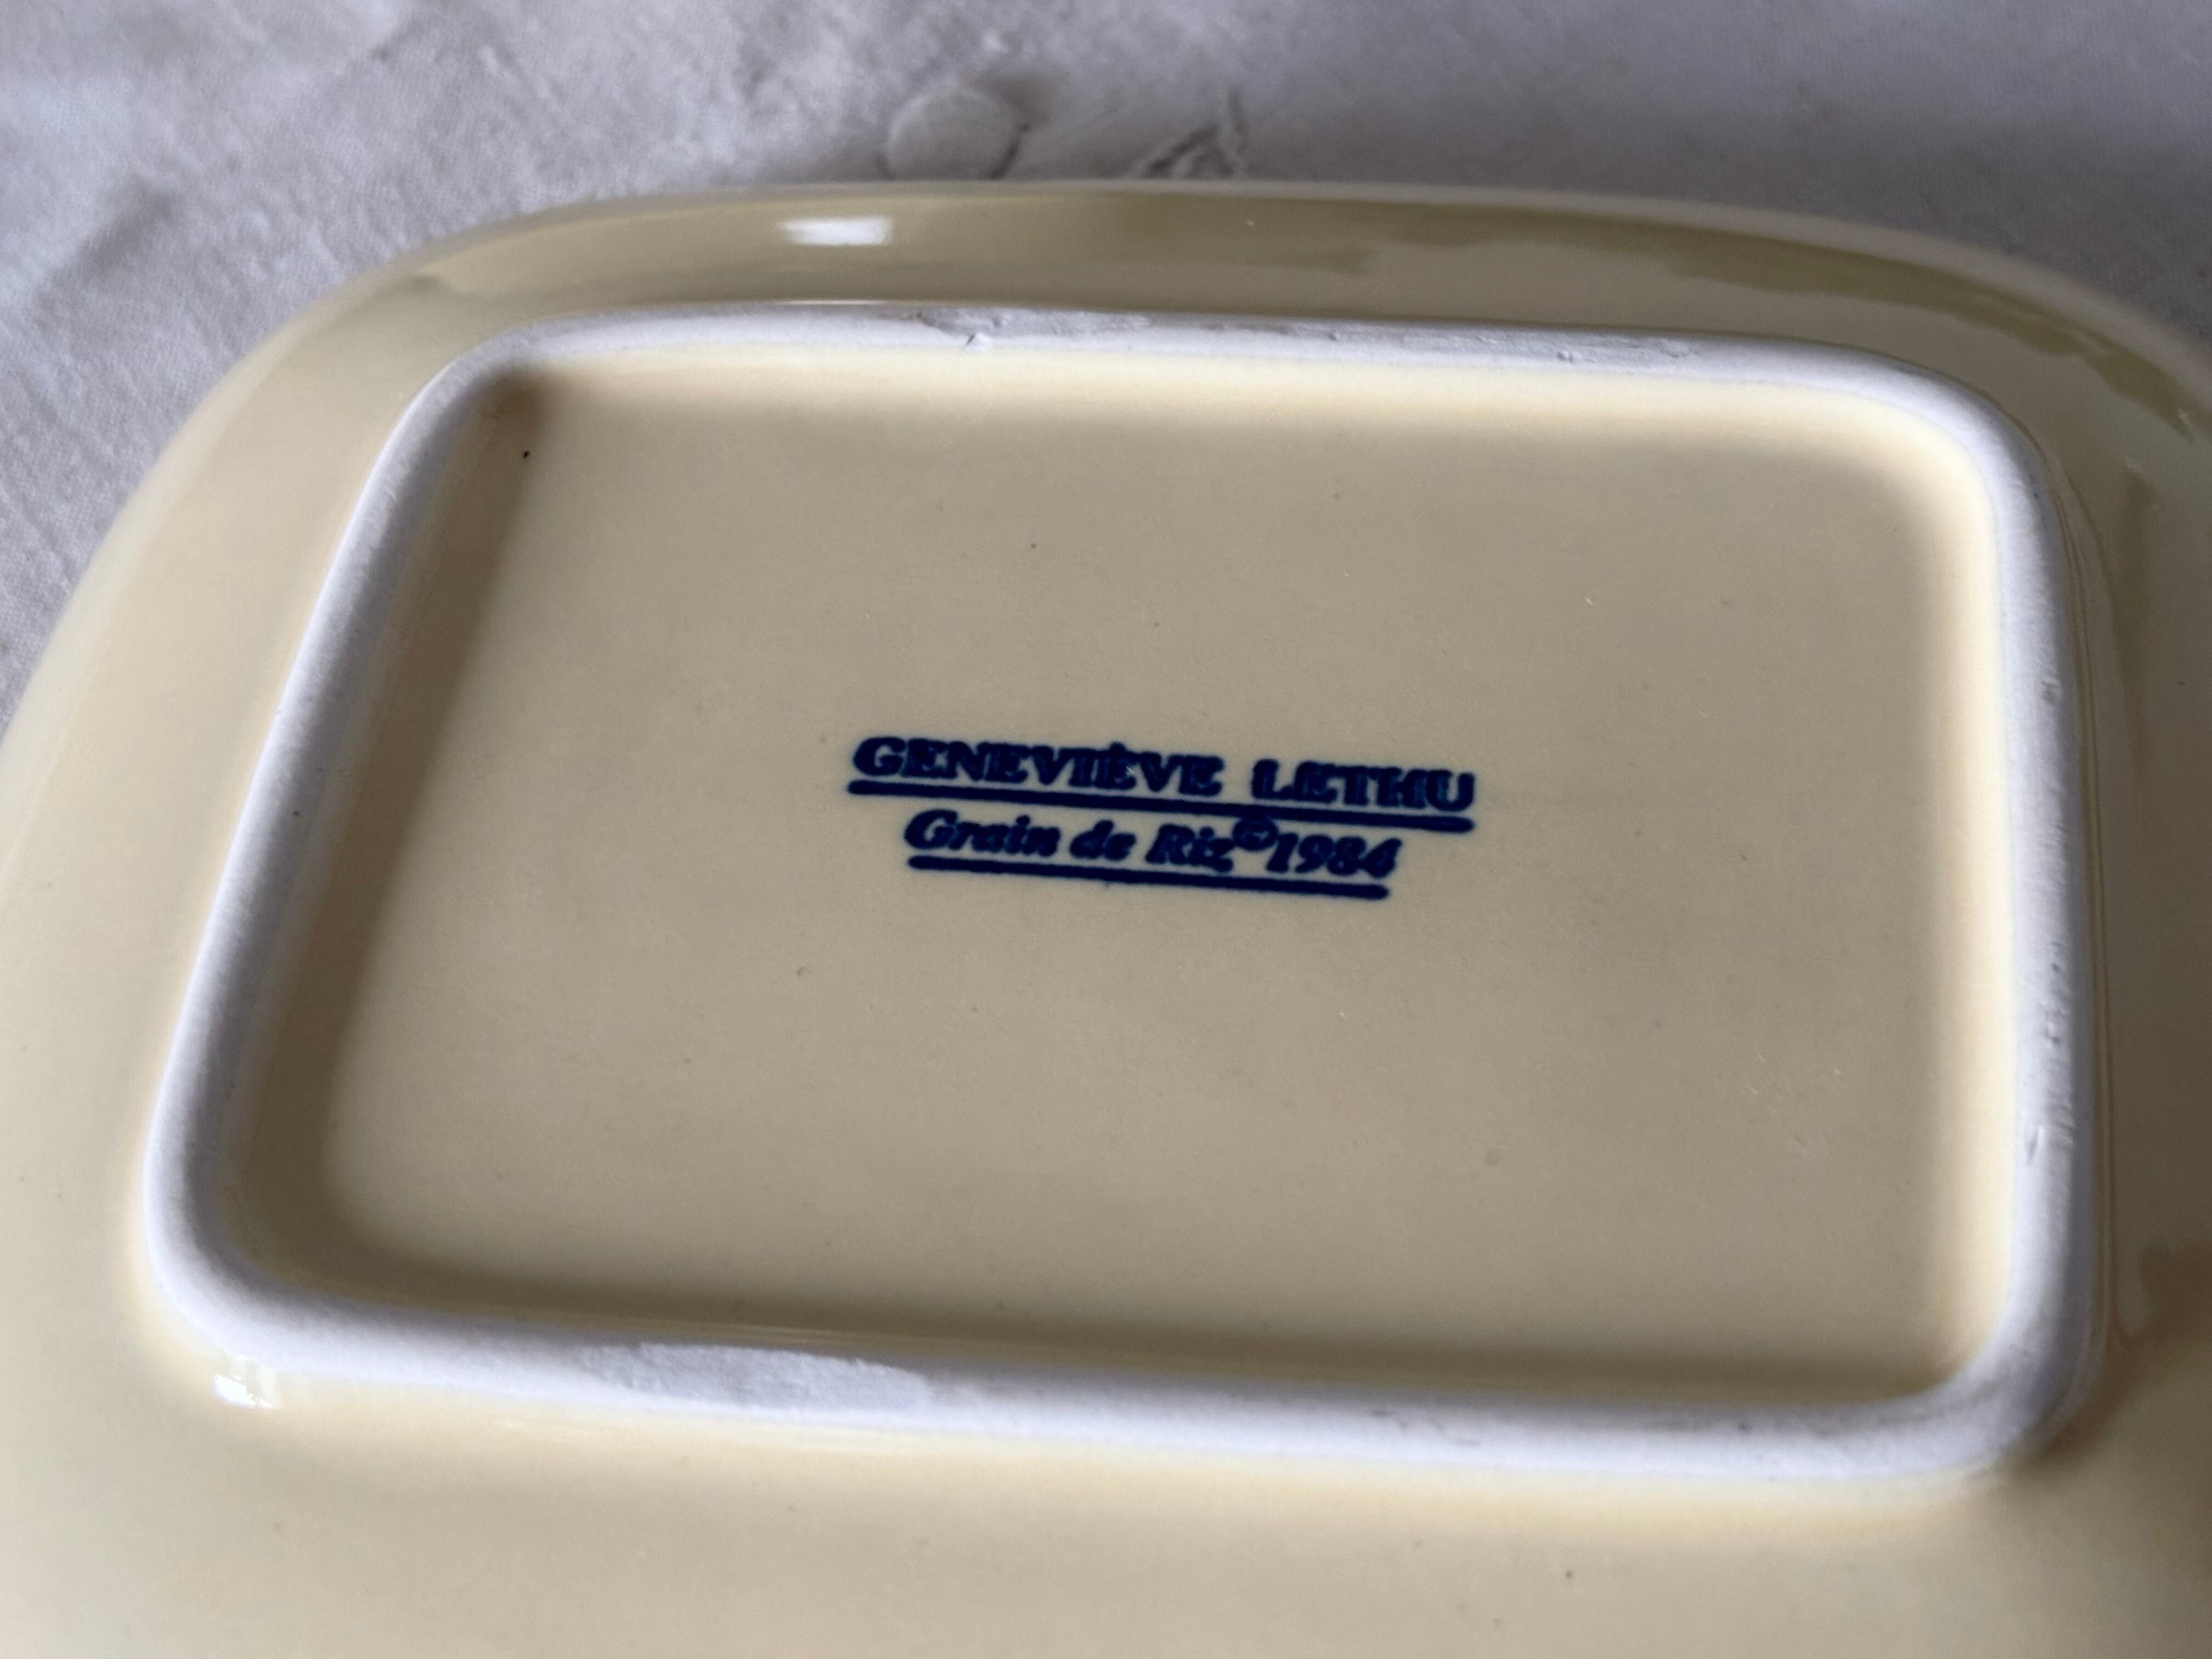 GENEVIÈVE LETHU
Grain de Riz©1984